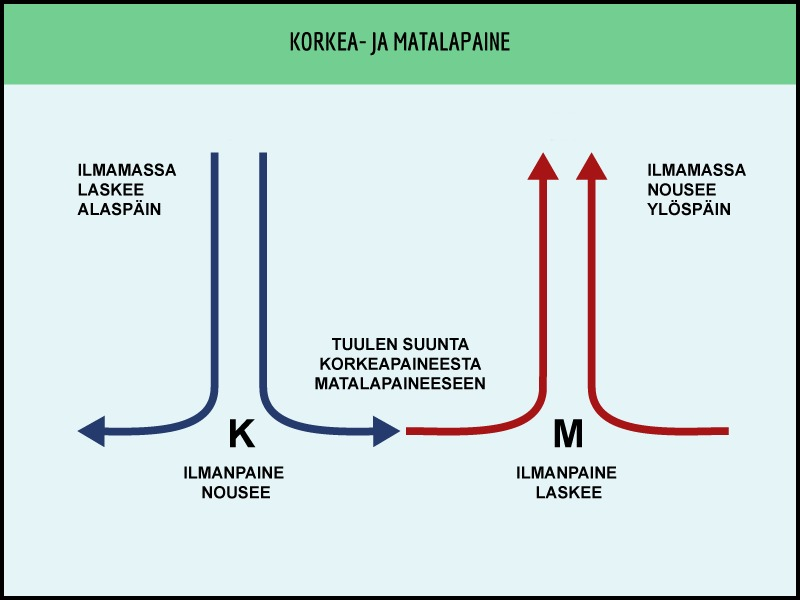 KORKEA- JA MATALAPAINE
ILMAMASSA
LASKEE
ALASPÄIN
ILMAMASSA
NOUSEE
YLÖSPÄIN
TUULEN SUUNTA
KORKEAPAINEESTA
MATALAPAINEESEEN
K
ILMANPAINE
NOUSEE
M
ILMANPAINE
LASKEE